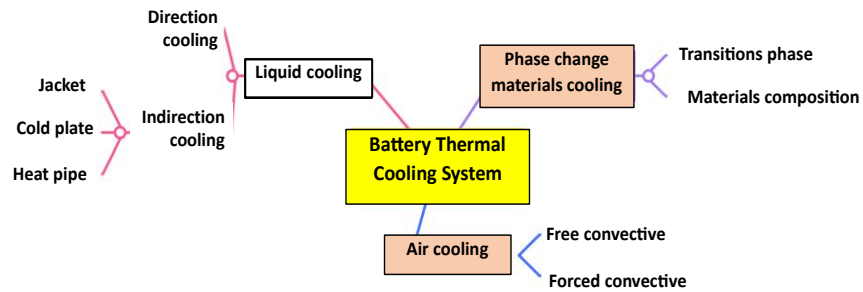 Direction
cooling
Liquid cooling
Phase change
materials cooling
Transitions phase
Materials composition
Jacket
Cold plate
Heat pipe
Indirection
cooling
Battery Thermal
Cooling System
Air cooling
Free convective
Forced convective